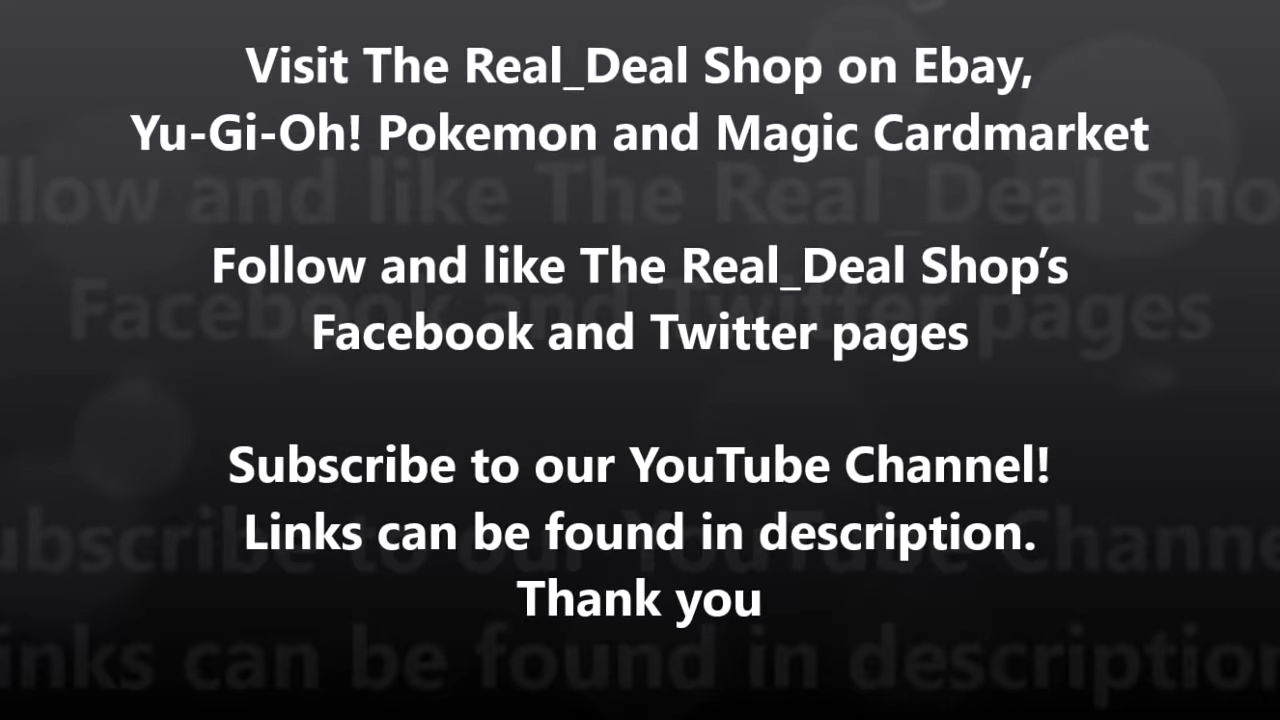 Visit The Real_Deal Shop on Ebay,
Yu-Gi-Oh! Pokemon and Magic Cardmarket
Follow and like The Real_Deal Shop’s
Facebook and Twitter pages
Subscribe to our YouTube Channel!
Links can be found in description.
Thank you